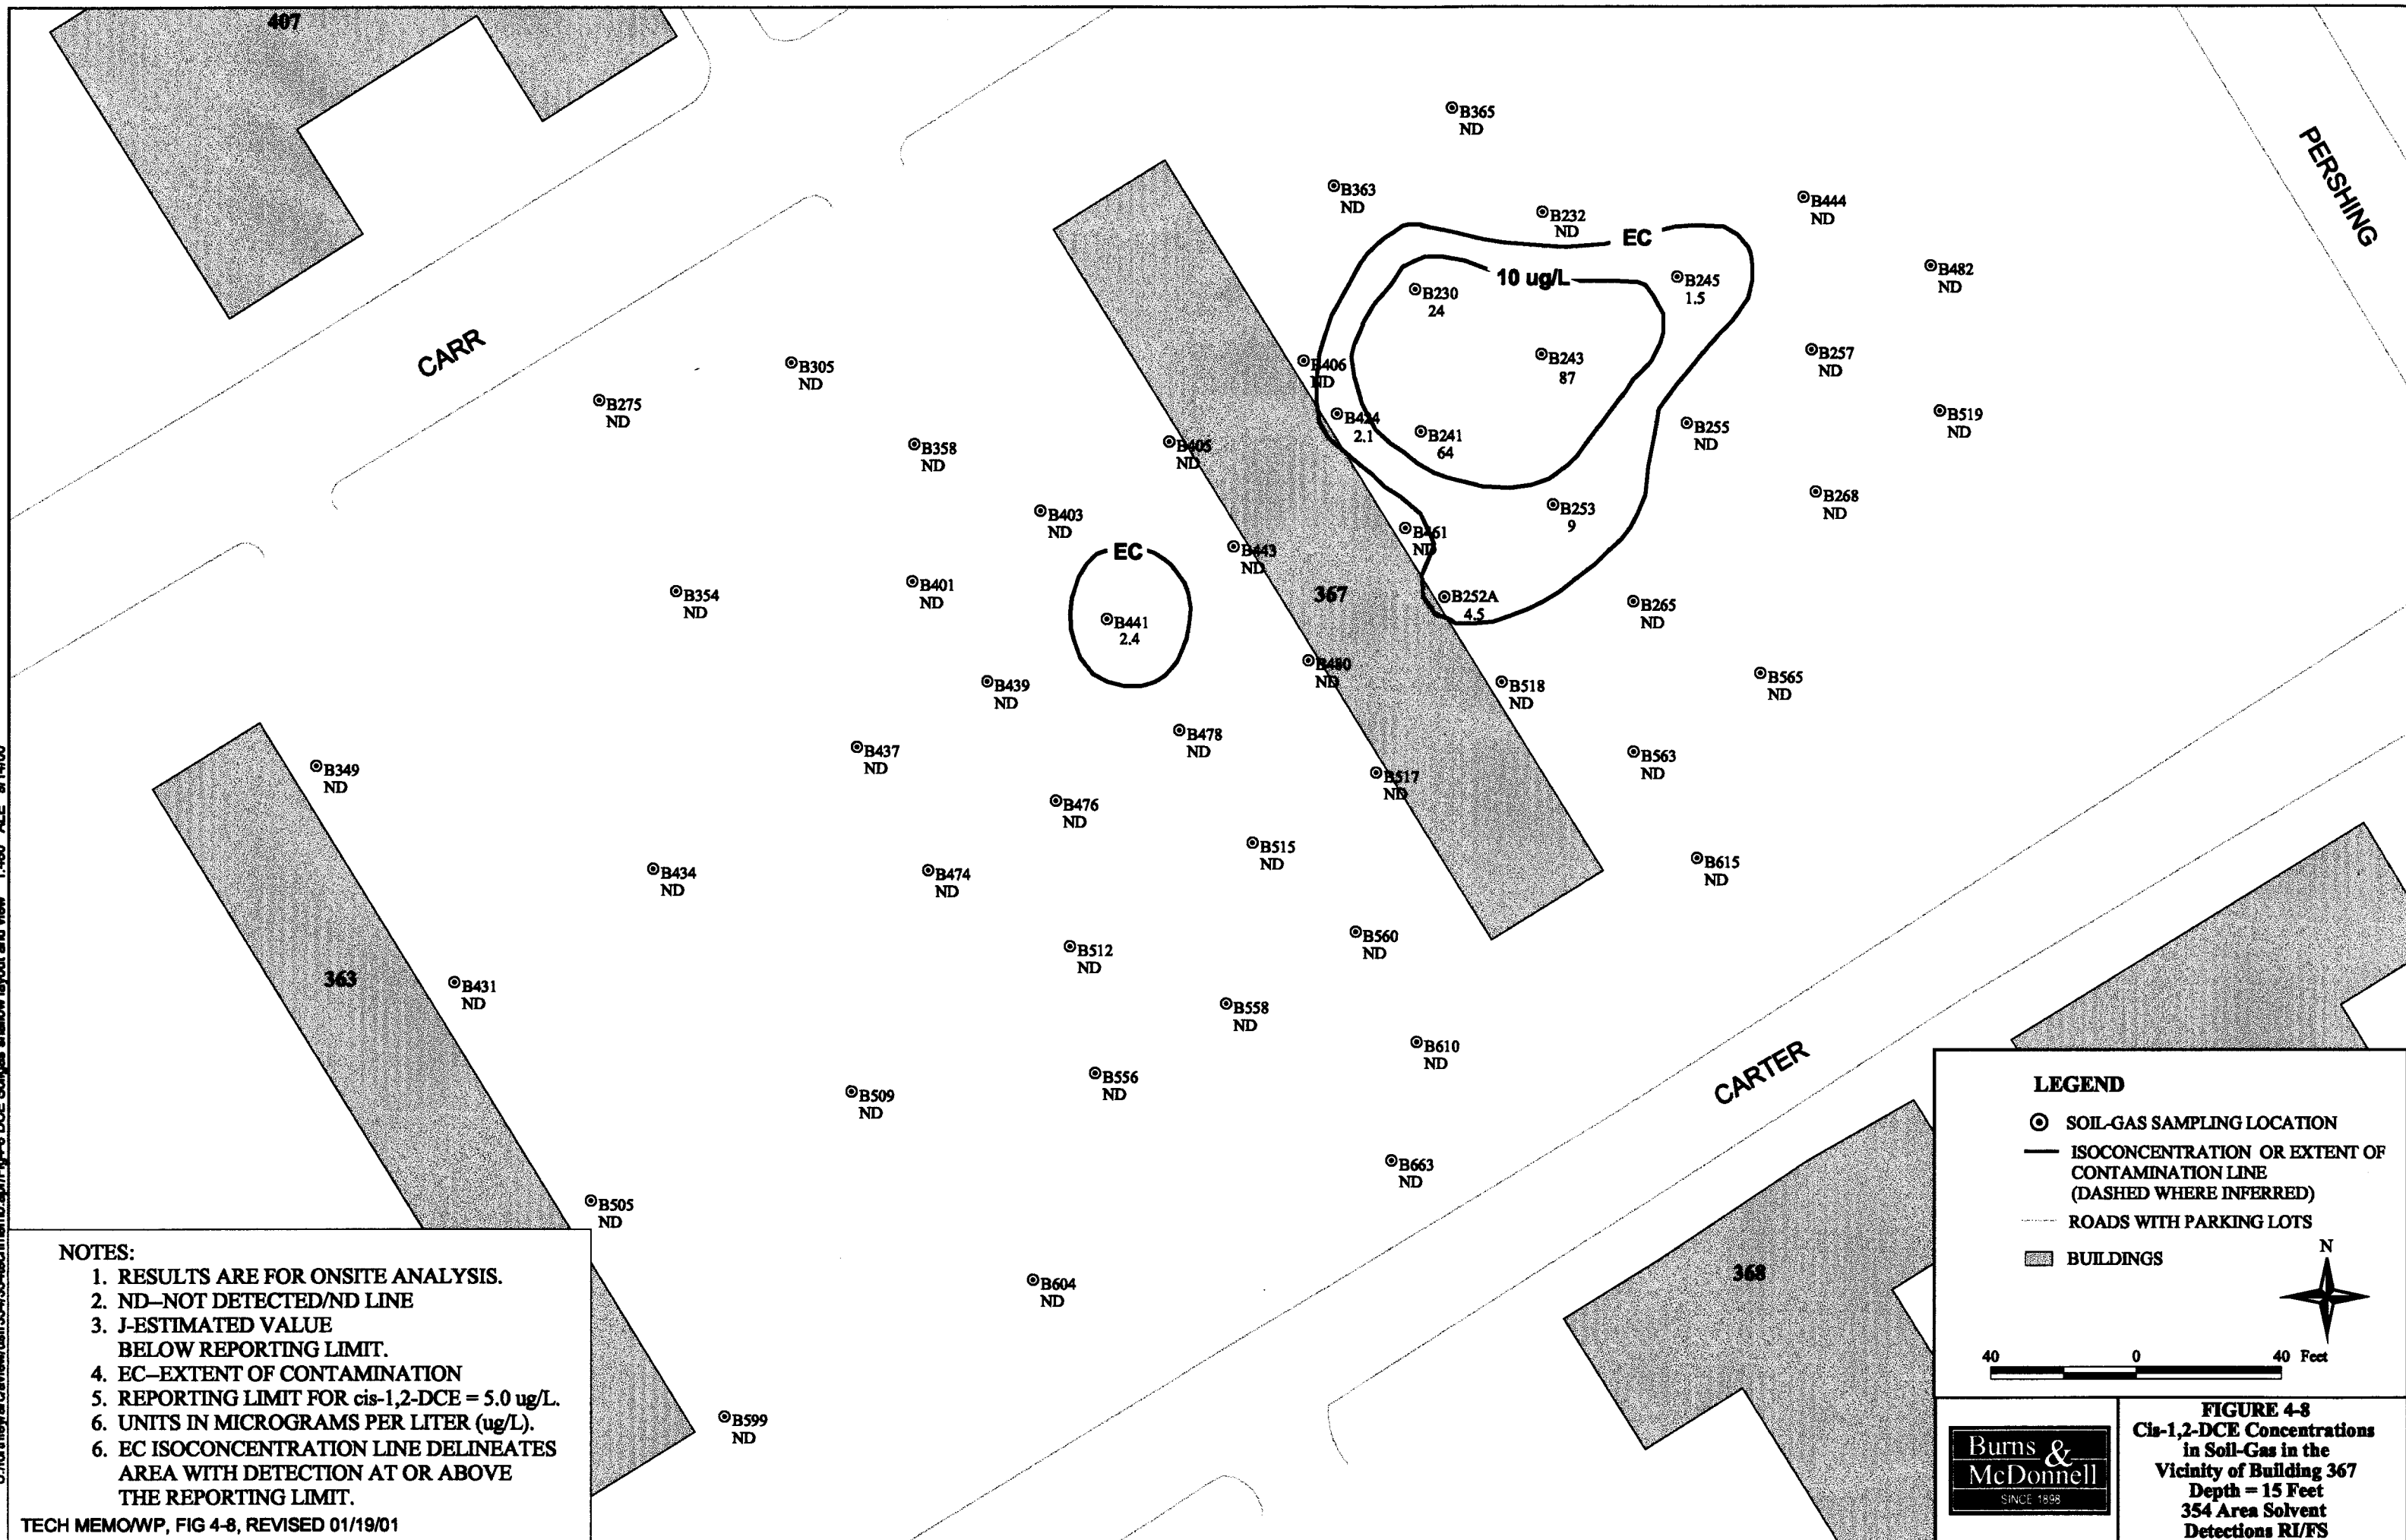 407
B365
ND
PERSHING
B363
ND
B444
ND
B232
ND
EC
B482
ND
10 ug/L
B245
1.5
B230
24
CARR
B305
ND
B406
ND
B243
87
B257
ND
B275
ND
B424
2.1
B519
ND
B255
ND
B241
64
B358
ND
B405
ND
B268
ND
B403
ND
B253
9
B461
ND
EC
B443
ND
B401
ND
B354
ND
367
B252A
4.5
B265
ND
B441
2.4
B480
ND
B439
ND
B518
ND
B565
ND
B478
ND
B437
ND
B563
ND
B349
ND
B517
ND
B476
ND
B515
ND
B615
ND
B434
ND
B474
ND
B560
ND
B512
ND
363
B431
ND
B558
ND
B610
ND
B556
ND
CARTER
B509
ND
B663
ND
B505
ND
368
B604
ND
B599
ND
LEGEND
SOIL-GAS SAMPLING LOCATION
ISOCONCENTRATION OR EXTENT OF
CONTAMINATION LINE
(DASHED WHERE INFERRED)
ROADS WITH PARKING LOTS
BUILDINGS
N
40 0 40 Feet
NOTES:
1. RESULTS ARE FOR ONSITE ANALYSIS.
2. ND–NOT DETECTED/ND LINE
3. J-ESTIMATED VALUE
BELOW REPORTING LIMIT.
4. EC–EXTENT OF CONTAMINATION
5. REPORTING LIMIT FOR cis-1,2-DCE = 5.0 ug/L.
6. UNITS IN MICROGRAMS PER LITER (ug/L).
6. EC ISOCONCENTRATION LINE DELINEATES
AREA WITH DETECTION AT OR ABOVE
THE REPORTING LIMIT.
TECH MEMO/WP, FIG 4-8, REVISED 01/19/01
Burns &
McDonnell
SINCE 1898
FIGURE 4-8
Cis-1,2-DCE Concentrations
in Soil-Gas in the
Vicinity of Building 367
Depth = 15 Feet
354 Area Solvent
Detections RI/FS